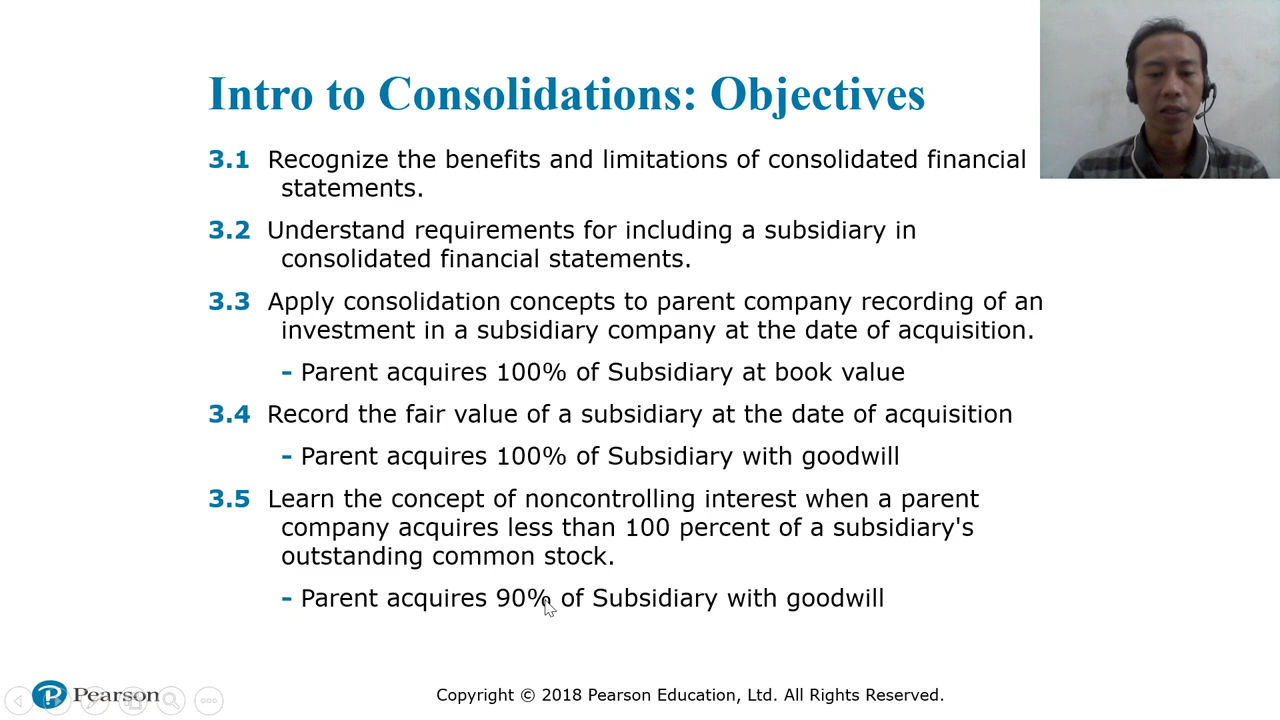 Intro to Consolidations: Objectives
3.1 Recognize the benefits and limitations of consolidated financial
statements.
3.2 Understand requirements for including a subsidiary in
consolidated financial statements.
3.3 Apply consolidation concepts to parent company recording of an
investment in a subsidiary company at the date of acquisition.
- Parent acquires 100% of Subsidiary at book value
3.4 Record the fair value of a subsidiary at the date of acquisition
- Parent acquires 100% of Subsidiary with goodwill
3.5 Learn the concept of noncontrolling interest when a parent
company acquires less than 100 percent of a subsidiary's
outstanding common stock.
- Parent acquires 90% of Subsidiary with goodwill
Pearson
Copyright © 2018 Pearson Education, Ltd. All Rights Reserved.